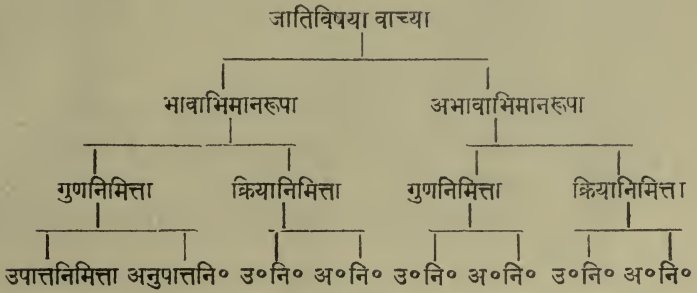 जातिविषया वाच्या
भावाभिमानरूपा अभावाभिमानरूपा
गुणनिमित्ता क्रियानिमित्ता गुणनिमित्ता क्रियानिमित्ता
उपात्तनिमित्ता अनुपात्तनि० उ०नि० अ०नि० उ०नि० अ०नि० उ०नि० अ०नि०